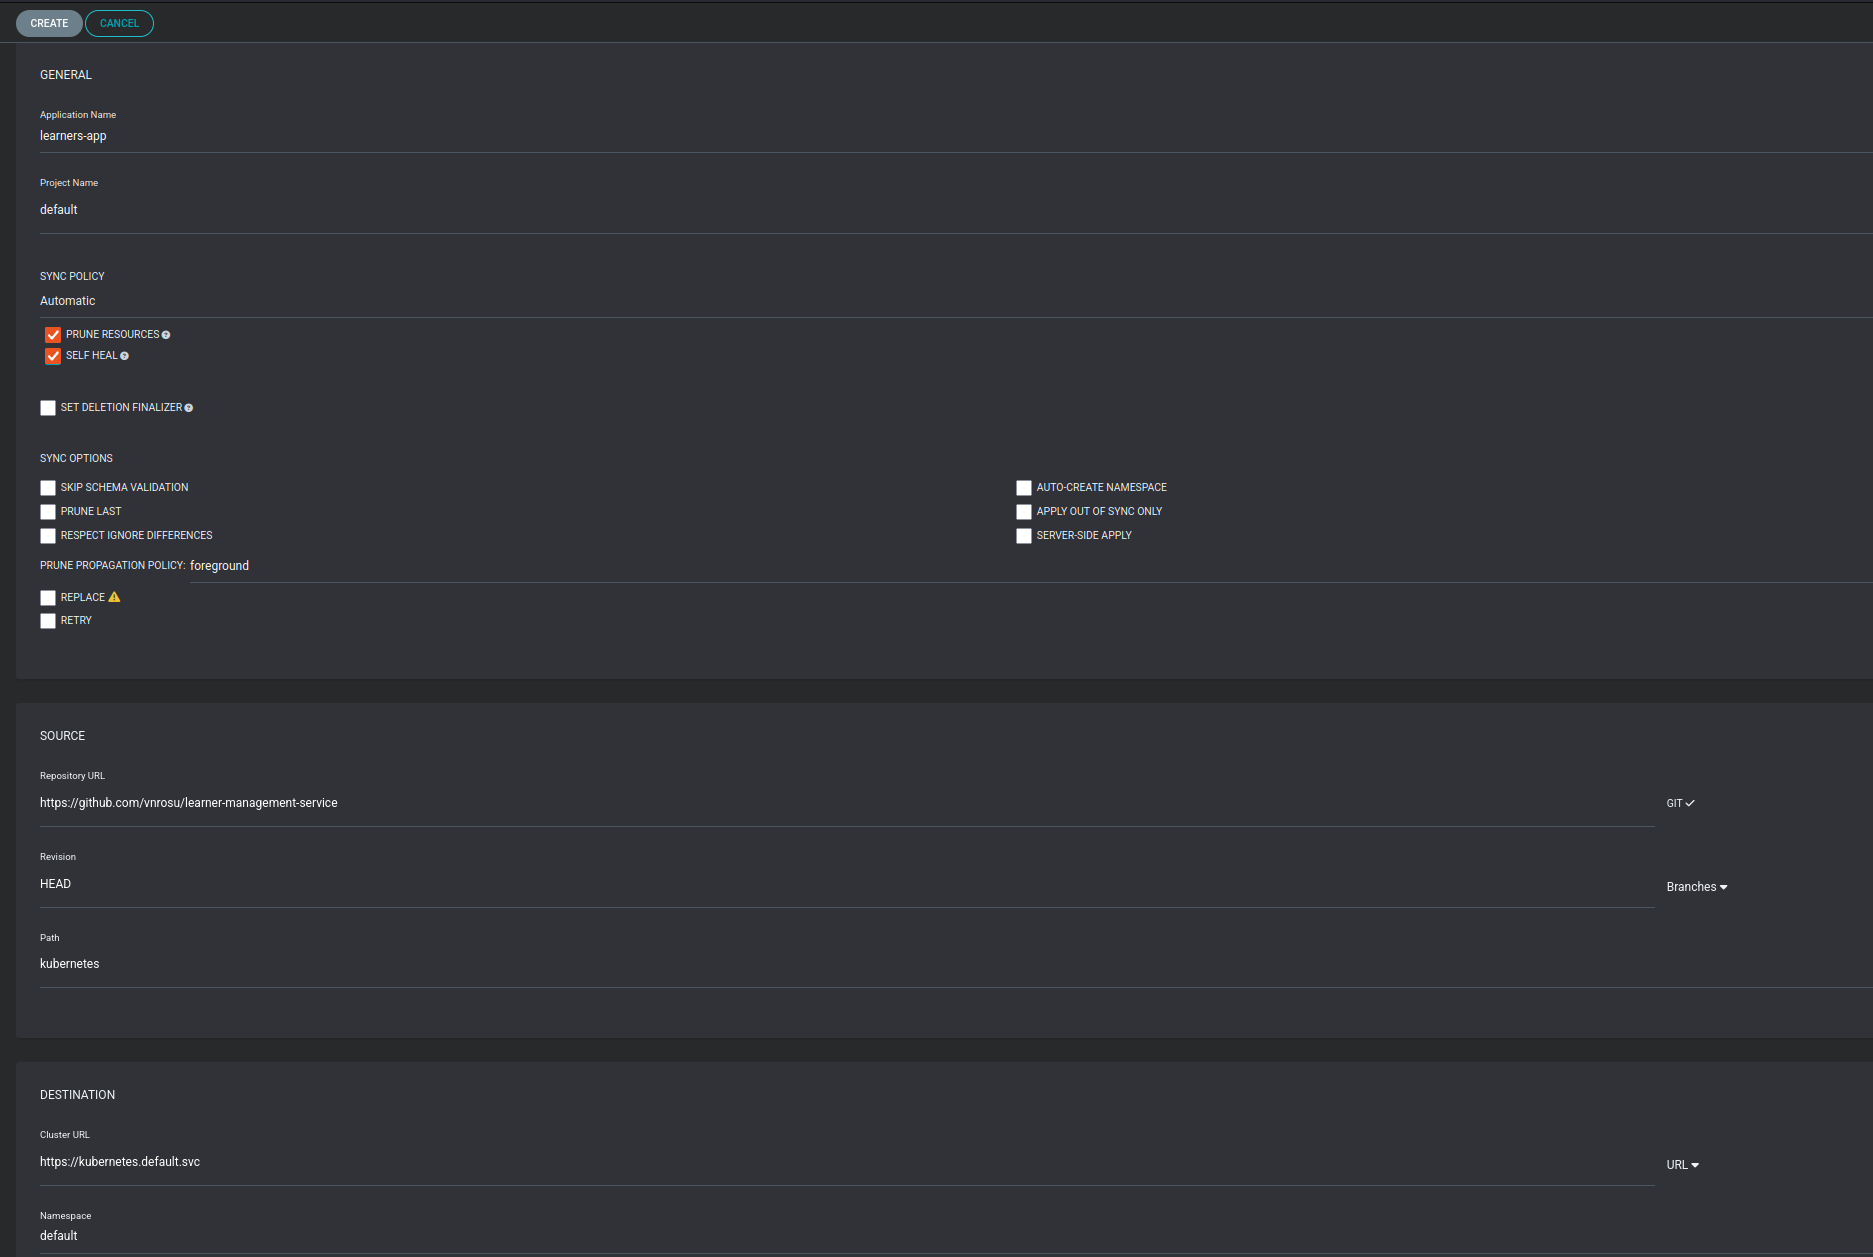 CREATE CANCEL
GENERAL
Application Name
learners-app
Project Name
default
SYNC POLICY
Automatic
PRUNE RESOURCES
SELF HEAL
SET DELETION FINALIZER
SYNC OPTIONS
SKIP SCHEMA VALIDATION AUTO-CREATE NAMESPACE
PRUNE LAST APPLY OUT OF SYNC ONLY
RESPECT IGNORE DIFFERENCES SERVER-SIDE APPLY
PRUNE PROPAGATION POLICY: foreground
REPLACE
RETRY
SOURCE
Repository URL
https://github.com/vnrosu/learner-management-service GIT
Revision
HEAD Branches
Path
kubernetes
DESTINATION
Cluster URL
https://kubernetes.default.svc URL
Namespace
default